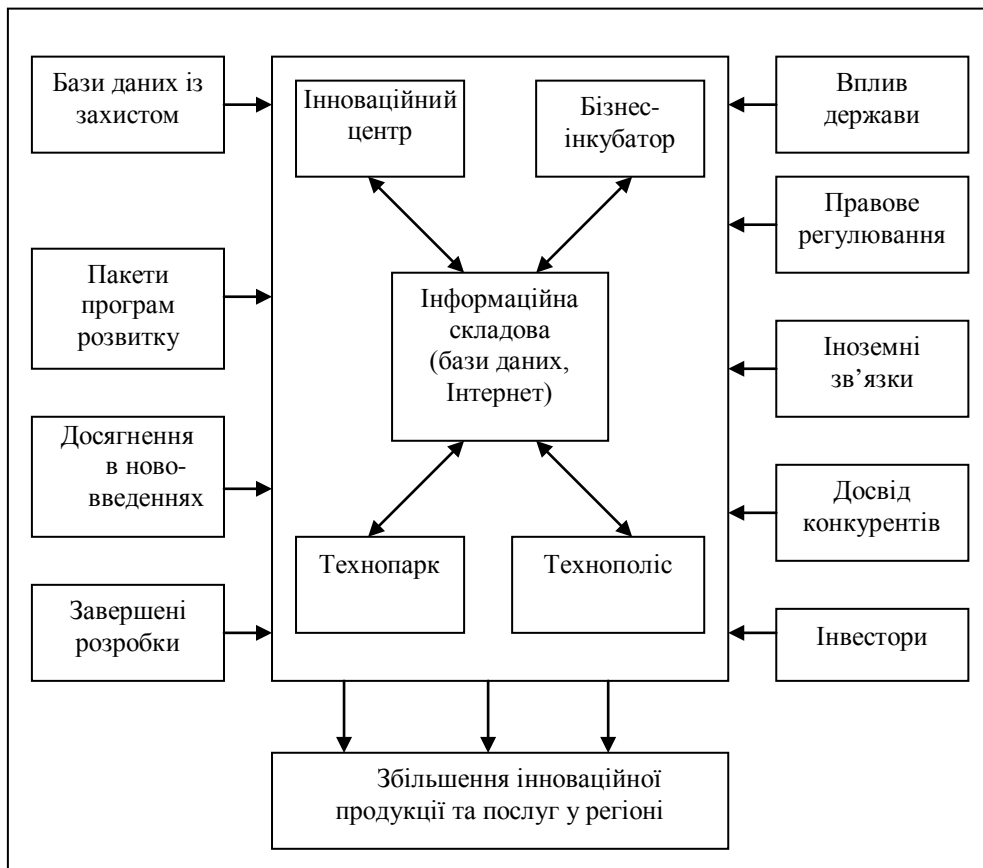 Бази даних із
захистом
Інноваційний
центр
Бізнес-
інкубатор
Вплив
держави
Правове
регулювання
Пакети
програм
розвитку
Інформаційна
складова
(бази даних,
Інтернет)
Іноземні
зв’язки
Досягнення
в ново-
введеннях
Досвід
конкурентів
Технопарк
Технополіс
Завершені
розробки
Інвестори
Збільшення інноваційної
продукції та послуг у регіоні